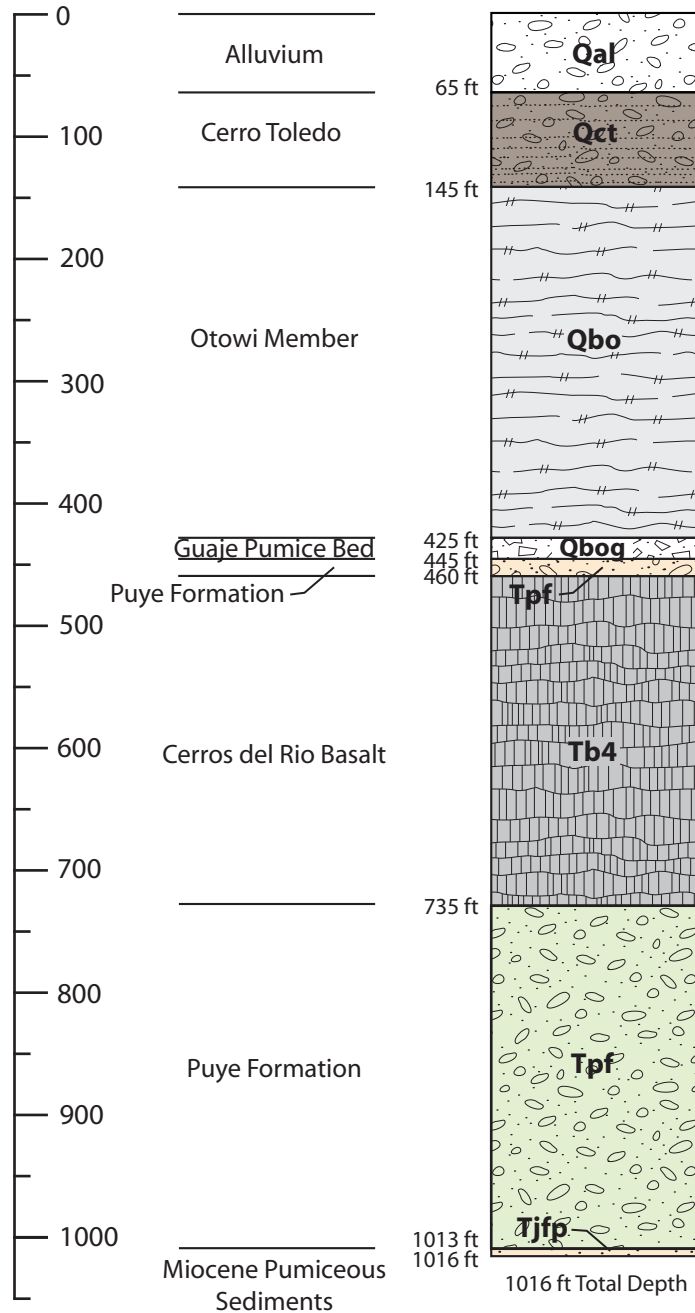 0
Alluvium
Qal
65 ft
100
Cerro Toledo
Qct
145 ft
200
Otowi Member
Qbo
300
400
425 ft
Guaje Pumice Bed
Qbog
445 ft
460 ft
Puye Formation
Tpf
500
600
Cerros del Rio Basalt
Tb4
700
735 ft
800
Puye Formation
Tpf
900
Tjfp
1000
1013 ft
1016 ft
Miocene Pumiceous
Sediments
1016 ft Total Depth